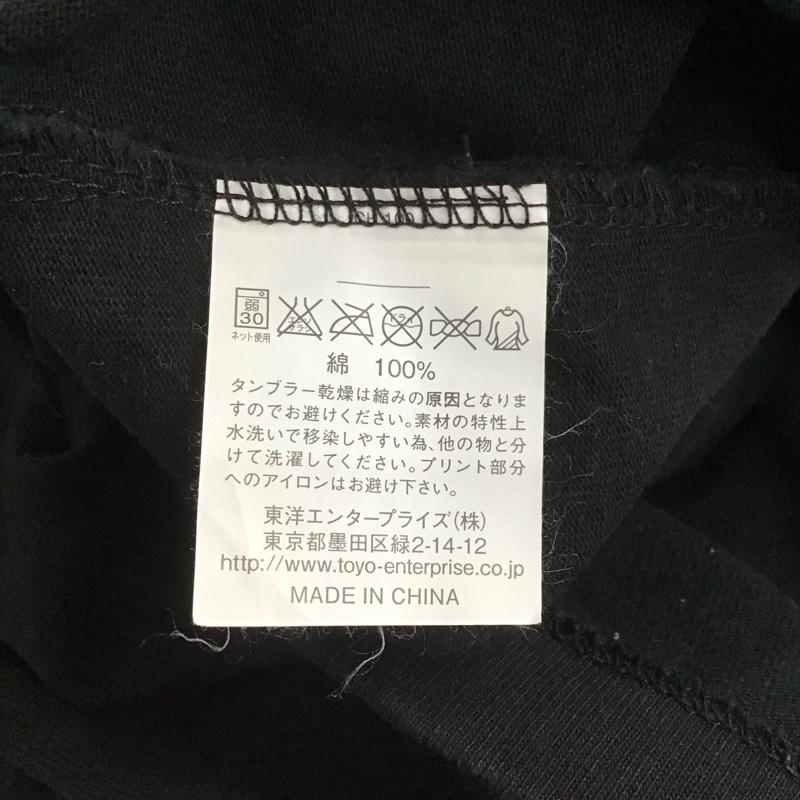 弱
30
ネット使用
エンソ
サラシ
ドライ
綿 100%
タンブラー乾燥は縮みの原因となりま
すのでお避けください。素材の特性上
水洗いで移染しやすい為、他の物と分
けて洗濯してください。プリント部分
へのアイロンはお避け下さい。
東洋エンタープライズ(株)
東京都墨田区緑2-14-12
http://www.toyo-enterprise.co.jp
MADE IN CHINA